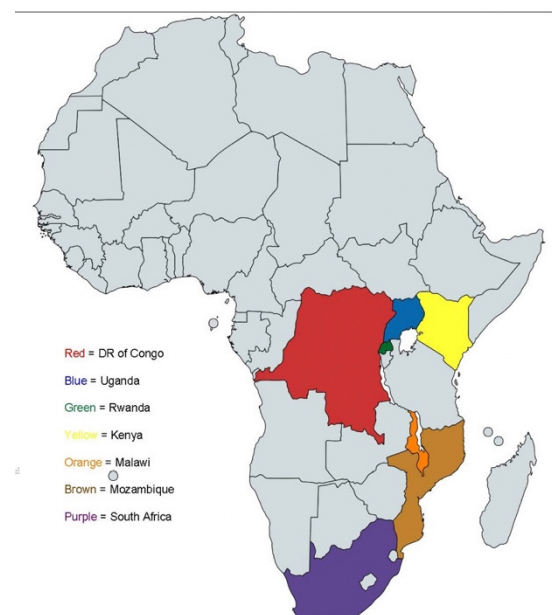 Red = DR of Congo
Blue = Uganda
Green = Rwanda
Yellow = Kenya
Orange = Malawi
Brown = Mozambique
Purple = South Africa